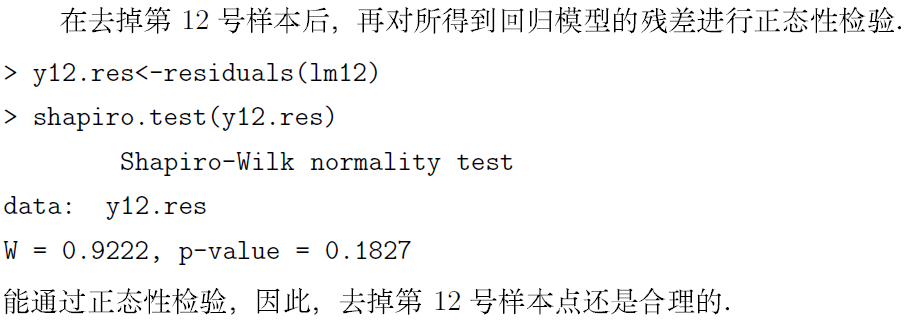 在去掉第 12 号样本后，再对所得到回归模型的残差进行正态性检验.
> y12.res<-residuals(lm12)
> shapiro.test(y12.res)
Shapiro-Wilk normality test
data: y12.res
W = 0.9222, p-value = 0.1827
能通过正态性检验，因此，去掉第 12 号样本点还是合理的.